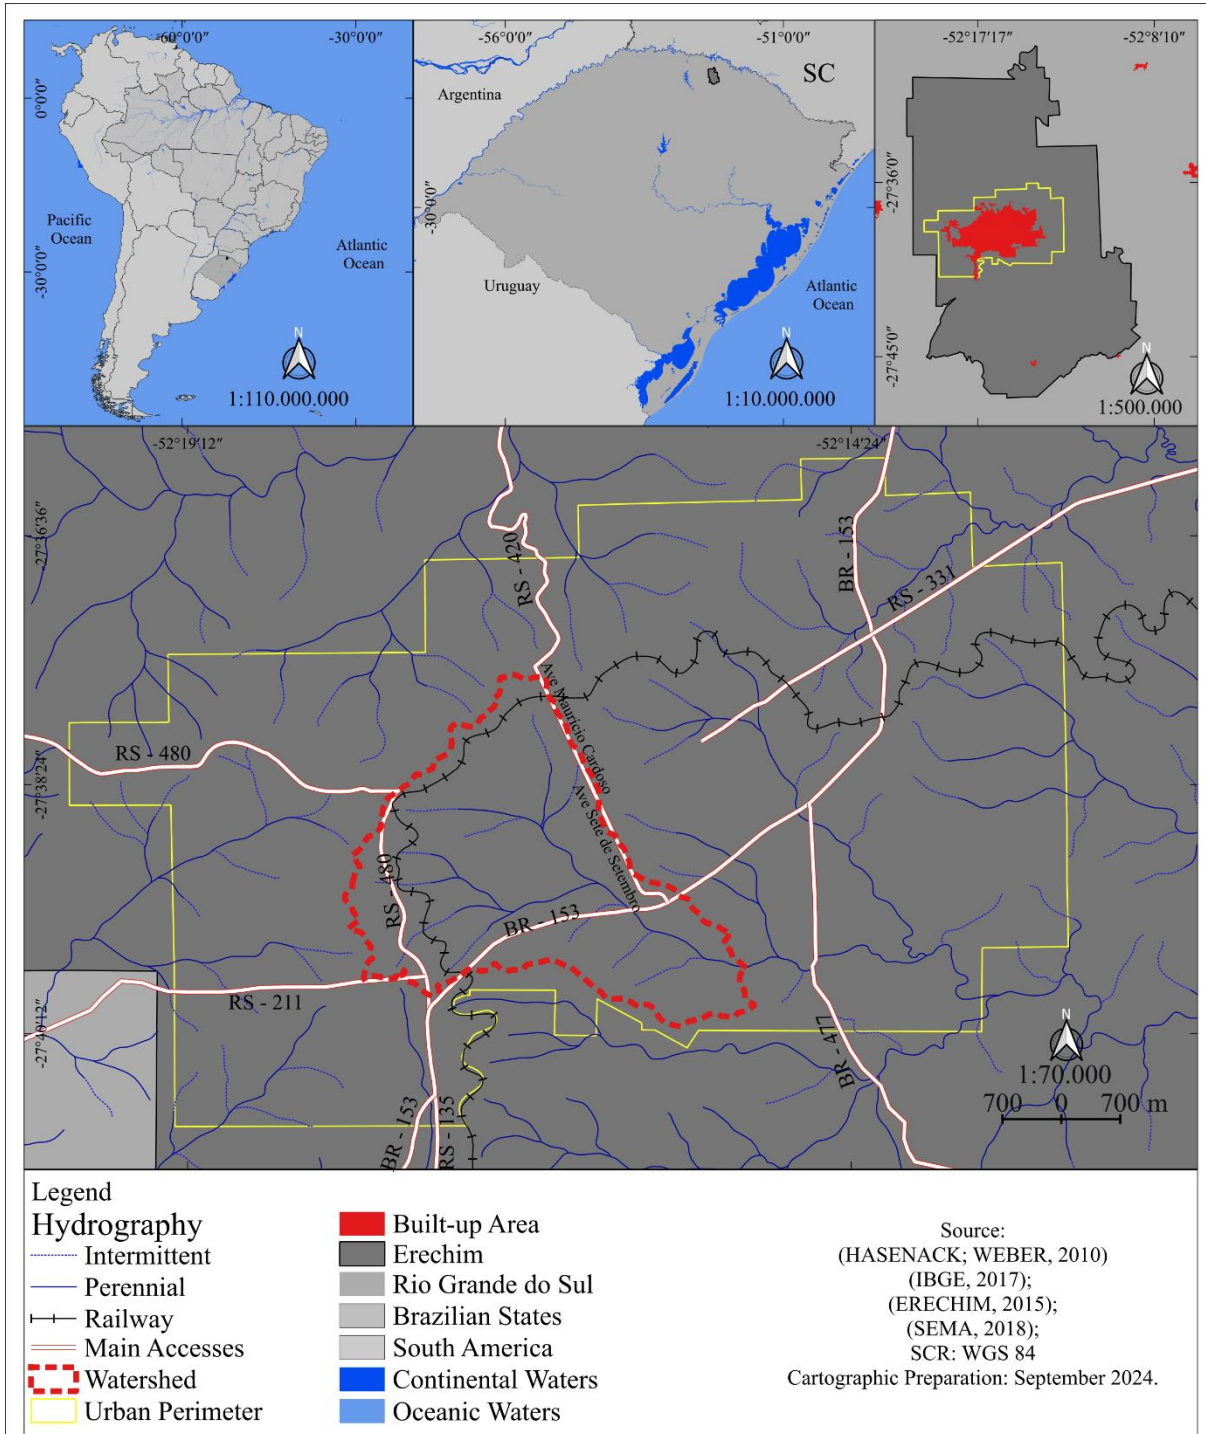 -60°0'0"
-30°0'0"
0°0'0"
-30°0'0"
Pacific
Ocean
Atlantic
Ocean
N
1:110.000.000
-56°0'0"
-51°0'0"
SC
Argentina
-30°0'0"
Uruguay
Atlantic
Ocean
N
1:10.000.000
-52°17'17"
-52°8'10"
-27°36'0"
-27°45'0"
N
1:500.000
-52°19'12"
-52°14'24"
-27°36'36"
-27°38'24"
-27°40'12"
RS - 420
BR - 153
RS - 331
Ave Mauricio Cardoso
Ave Sete de Setembro
RS - 480
RS - 480
BR - 153
RS - 211
BR - 477
BR - 153
RS - 135
N
1:70.000
700 0 700 m
Legend
Hydrography
Intermittent
Perennial
Railway
Main Accesses
Watershed
Urban Perimeter
Built-up Area
Erechim
Rio Grande do Sul
Brazilian States
South America
Continental Waters
Oceanic Waters
Source:
(HASENACK; WEBER, 2010)
(IBGE, 2017);
(ERECHIM, 2015);
(SEMA, 2018);
SCR: WGS 84
Cartographic Preparation: September 2024.